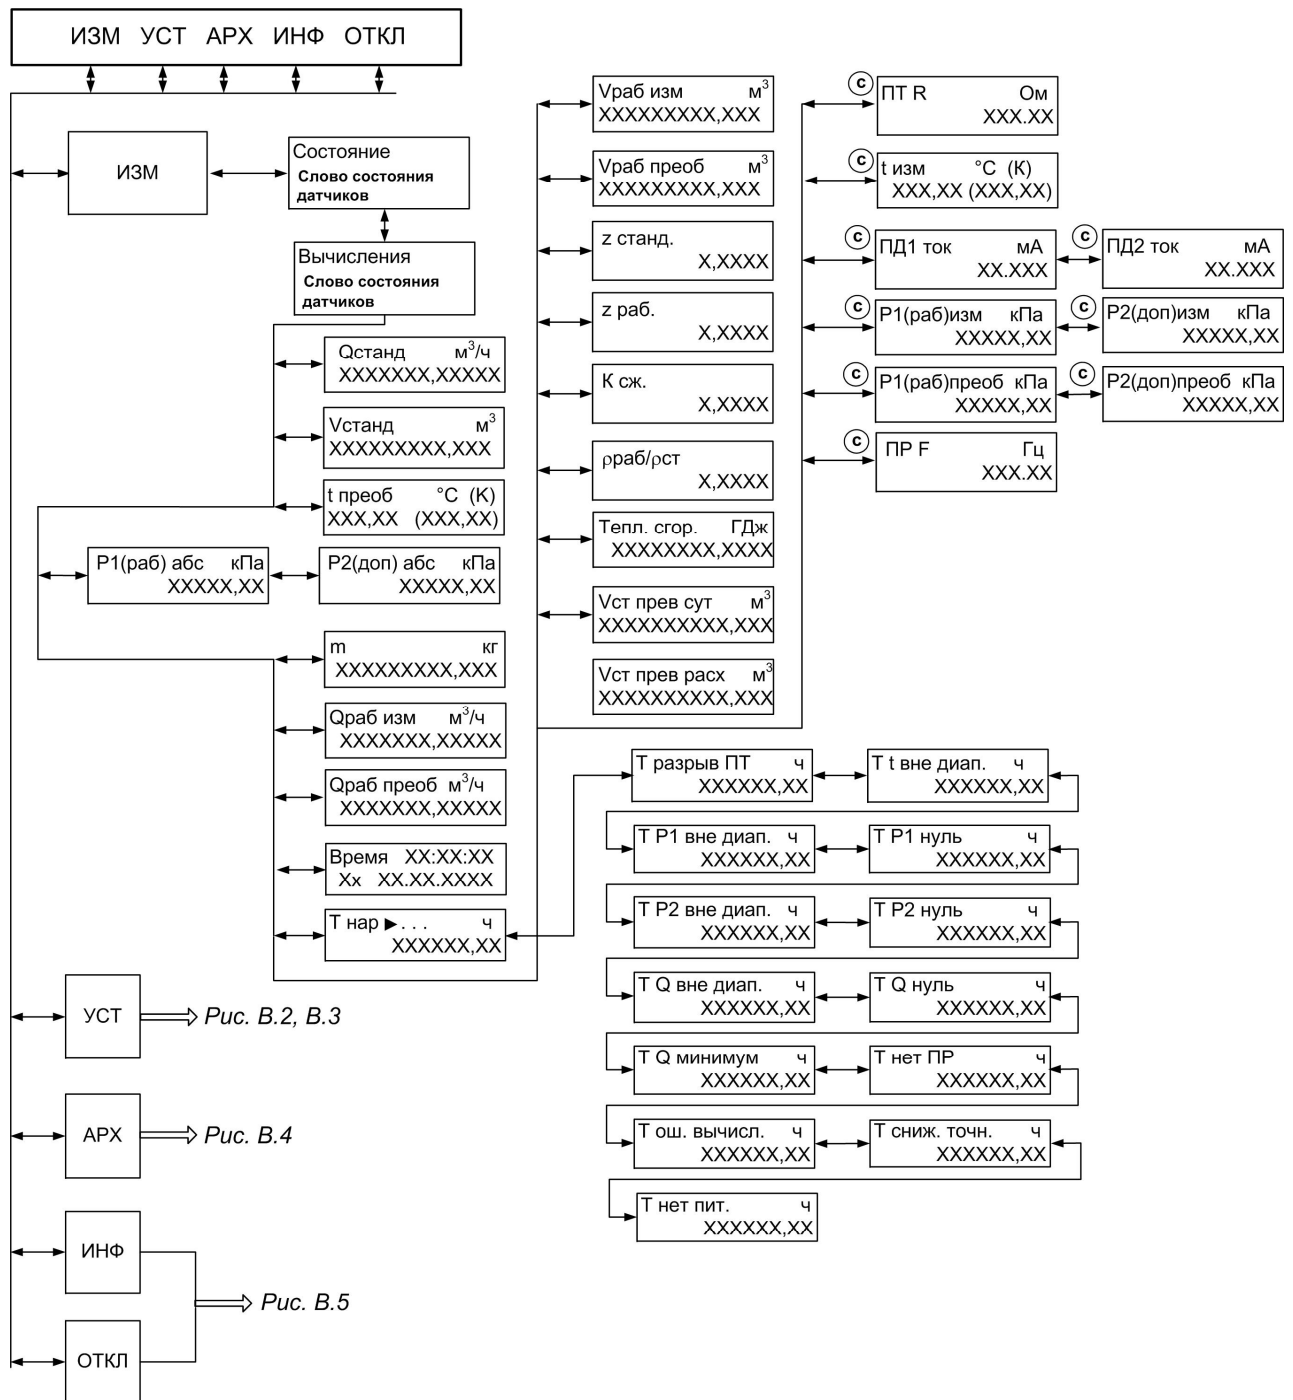 ИЗМ УСТ АРХ ИНФ ОТКЛ
ИЗМ
Состояние
Слово состояния
датчиков
Вычисления
Слово состояния
датчиков
Qстанд м³/ч
XXXXXXX,XXXXX
Vстанд м³
XXXXXXXXX,XXX
t преоб °C (K)
XXX,XX (XXX,XX)
P1(раб) абс кПа
XXXXX,XX
P2(доп) абс кПа
XXXXX,XX
m кг
XXXXXXXXX,XXX
Qраб изм м³/ч
XXXXXXX,XXXXX
Qраб преоб м³/ч
XXXXXXX,XXXXX
Время XX:XX:XX
Xx XX.XX.XXXX
T нар ►. . . ч
XXXXXX,XX
Vраб изм м³
XXXXXXXXX,XXX
Vраб преоб м³
XXXXXXXXX,XXX
z станд.
X,XXXX
z раб.
X,XXXX
К сж.
X,XXXX
ρраб/ρст
X,XXXX
Тепл. сгор. ГДж
XXXXXXXX,XXXX
Vст прев сут м³
XXXXXXXXXX,XXX
Vст прев расх м³
XXXXXXXXXX,XXX
с
ПТ R Ом
XXX.XX
с
t изм °C (K)
XXX,XX (XXX,XX)
с
ПД1 ток мА
XX.XXX
с
ПД2 ток мА
XX.XXX
с
P1(раб)изм кПа
XXXXX,XX
с
P2(доп)изм кПа
XXXXX,XX
с
P1(раб)преоб кПа
XXXXX,XX
с
P2(доп)преоб кПа
XXXXX,XX
с
ПР F Гц
XXX.XX
T разрыв ПТ ч
XXXXXX,XX
T t вне диап. ч
XXXXXX,XX
T P1 вне диап. ч
XXXXXX,XX
T P1 нуль ч
XXXXXX,XX
T P2 вне диап. ч
XXXXXX,XX
T P2 нуль ч
XXXXXX,XX
T Q вне диап. ч
XXXXXX,XX
T Q нуль ч
XXXXXX,XX
T Q минимум ч
XXXXXX,XX
T нет ПР ч
XXXXXX,XX
T ош. вычисл. ч
XXXXXX,XX
T сниж. точн. ч
XXXXXX,XX
T нет пит. ч
XXXXXX,XX
УСТ
Рис. В.2, В.3
АРХ
Рис. В.4
ИНФ
Рис. В.5
ОТКЛ